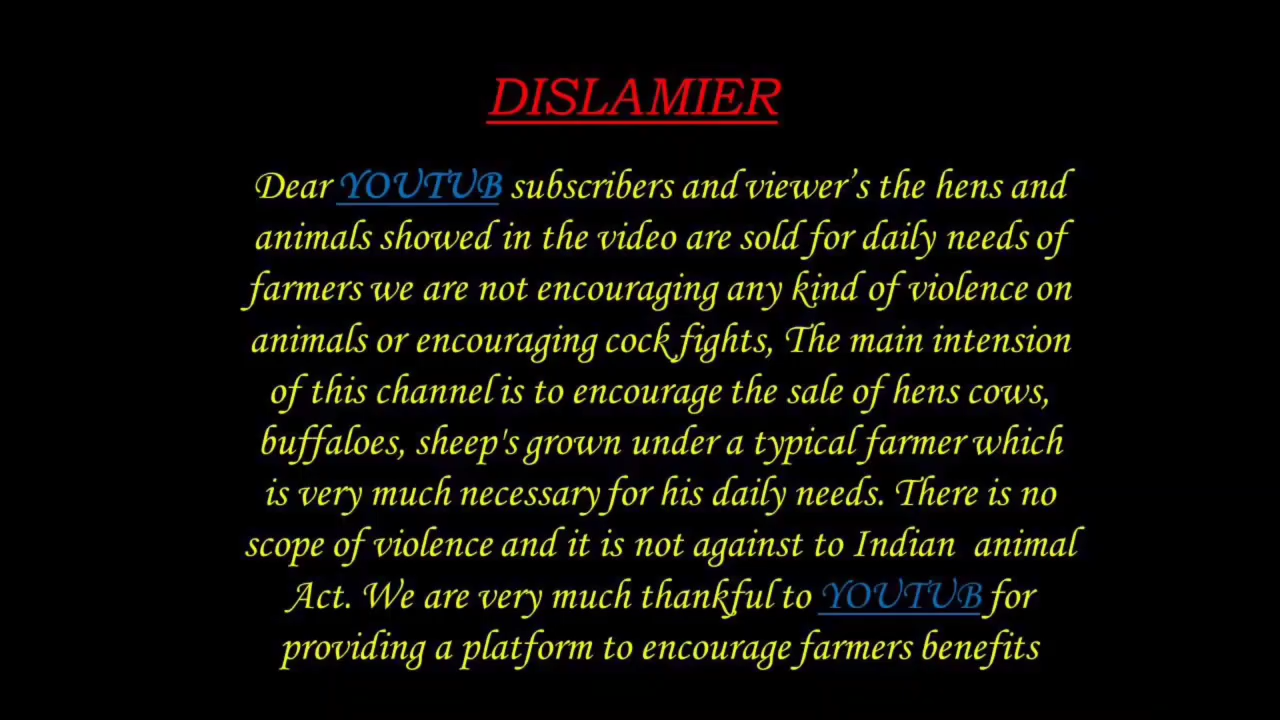 DISLAMIER
Dear YOUTUB subscribers and viewer’s the hens and
animals showed in the video are sold for daily needs of
farmers we are not encouraging any kind of violence on
animals or encouraging cock fights, The main intension
of this channel is to encourage the sale of hens cows,
buffaloes, sheep's grown under a typical farmer which
is very much necessary for his daily needs. There is no
scope of violence and it is not against to Indian  animal
Act. We are very much thankful to YOUTUB for
providing a platform to encourage farmers benefits